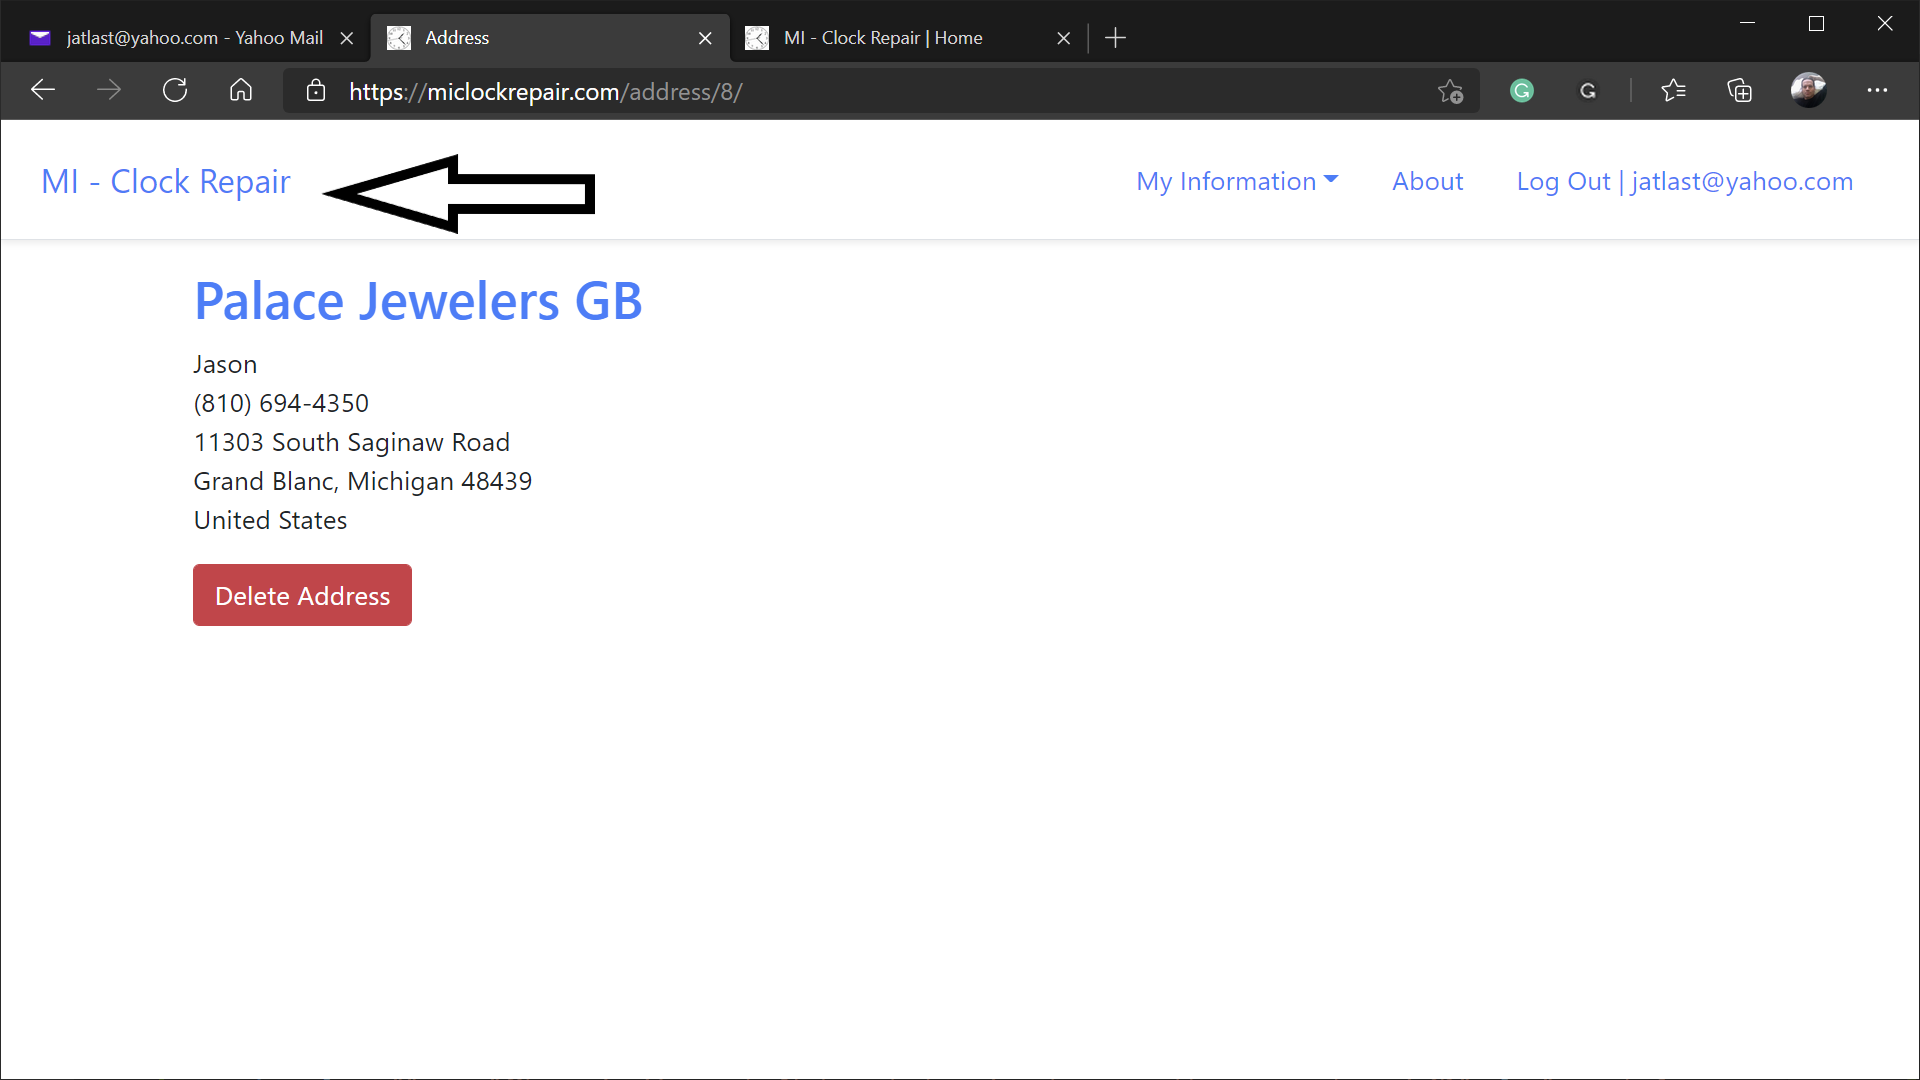 jatlast@yahoo.com - Yahoo Mail
Address
MI - Clock Repair | Home
https://miclockrepair.com/address/8/
MI - Clock Repair
My Information
About
Log Out | jatlast@yahoo.com
Palace Jewelers GB
Jason
(810) 694-4350
11303 South Saginaw Road
Grand Blanc, Michigan 48439
United States
Delete Address